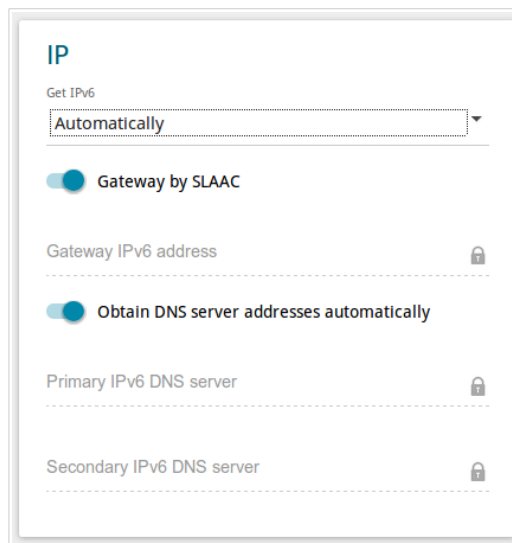 IP
Get IPv6
Automatically
Gateway by SLAAC
Gateway IPv6 address
Obtain DNS server addresses automatically
Primary IPv6 DNS server
Secondary IPv6 DNS server